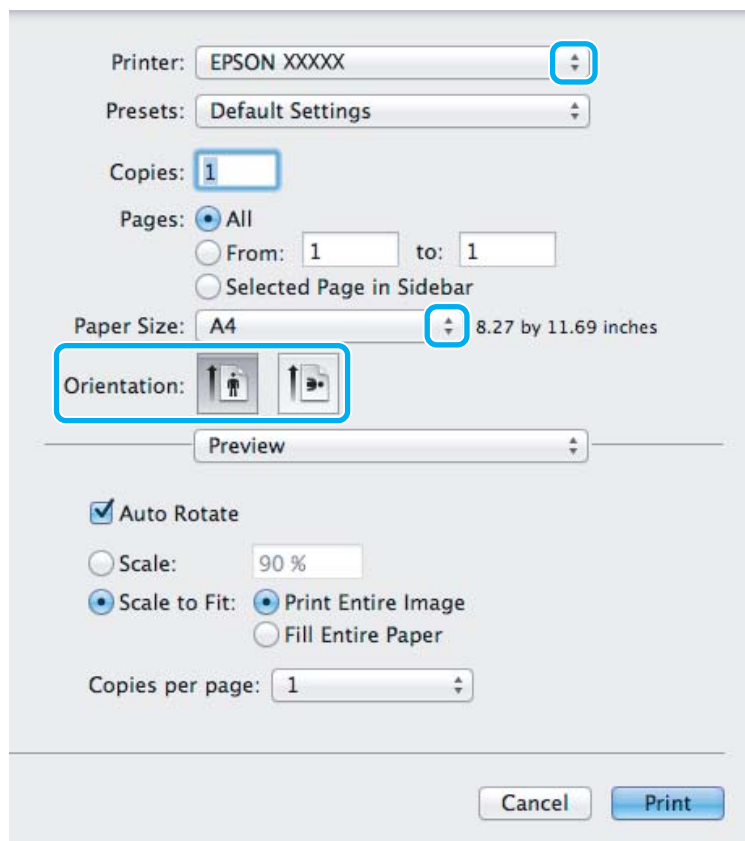 Printer: EPSON XXXXX
Presets: Default Settings
Copies: 1
Pages: All
From: 1 to: 1
Selected Page in Sidebar
Paper Size: A4 8.27 by 11.69 inches
Orientation:
Preview
Auto Rotate
Scale: 90 %
Scale to Fit: Print Entire Image
Fill Entire Paper
Copies per page: 1
Cancel Print